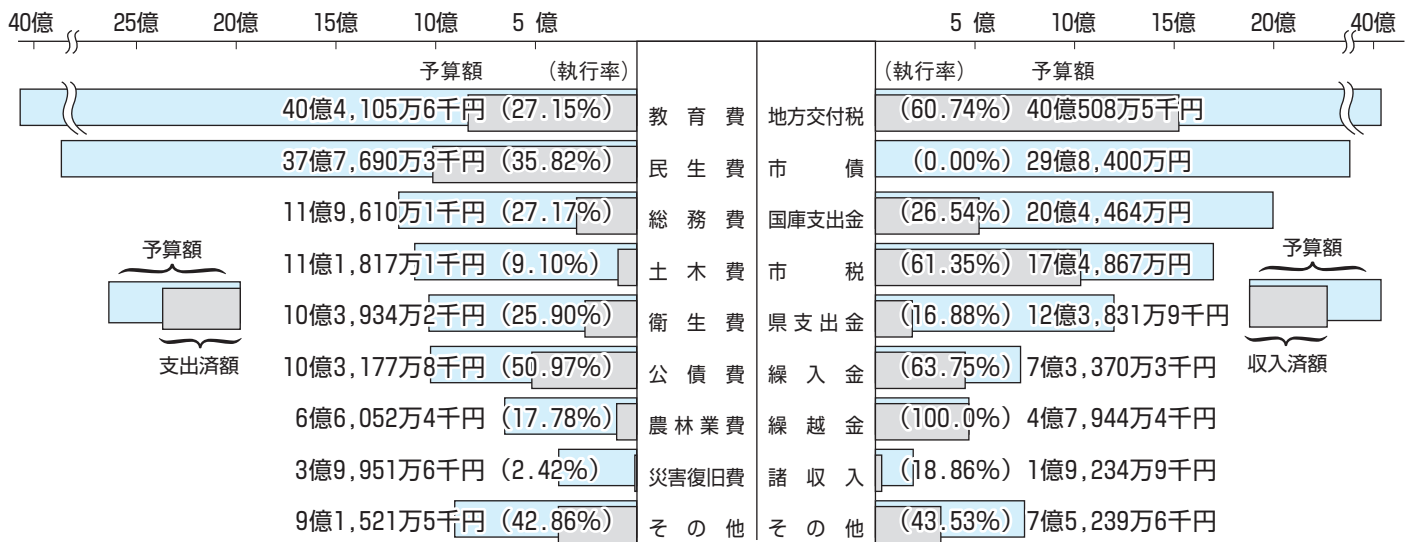 40億 25億 20億 15億 10億 5億 5億 10億 15億 20億 40億
予算額 (執行率) (執行率) 予算額
40億4,105万6千円 (27.15%) 教育費 地方交付税 (60.74%) 40億508万5千円
37億7,690万3千円 (35.82%) 民生費 市債 (0.00%) 29億8,400万円
11億9,610万1千円 (27.17%) 総務費 国庫支出金 (26.54%) 20億4,464万円
11億1,817万1千円 (9.10%) 土木費 市税 (61.35%) 17億4,867万円
10億3,934万2千円 (25.90%) 衛生費 県支出金 (16.88%) 12億3,831万9千円
10億3,177万8千円 (50.97%) 公債費 繰入金 (63.75%) 7億3,370万3千円
6億6,052万4千円 (17.78%) 農林業費 繰越金 (100.0%) 4億7,944万4千円
3億9,951万6千円 (2.42%) 災害復旧費 諸収入 (18.86%) 1億9,234万9千円
9億1,521万5千円 (42.86%) その他 その他 (43.53%) 7億5,239万6千円
予算額
支出済額
予算額
収入済額